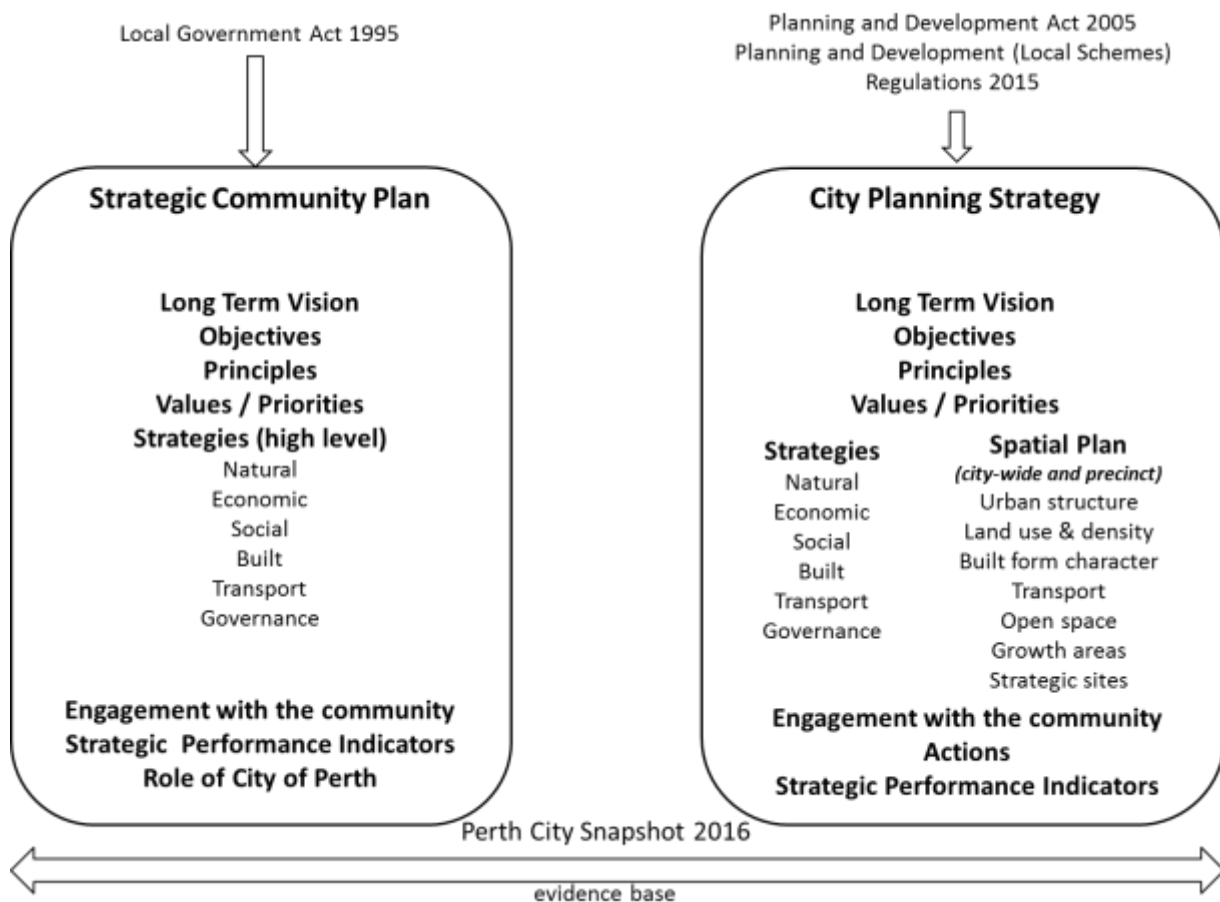 Local Government Act 1995
Planning and Development Act 2005
Planning and Development (Local Schemes)
Regulations 2015
Strategic Community Plan
Long Term Vision
Objectives
Principles
Values / Priorities
Strategies (high level)
Natural
Economic
Social
Built
Transport
Governance
Engagement with the community
Strategic Performance Indicators
Role of City of Perth
City Planning Strategy
Long Term Vision
Objectives
Principles
Values / Priorities
Strategies
Natural
Economic
Social
Built
Transport
Governance
Spatial Plan
(city-wide and precinct)
Urban structure
Land use & density
Built form character
Transport
Open space
Growth areas
Strategic sites
Engagement with the community
Actions
Strategic Performance Indicators
Perth City Snapshot 2016
evidence base